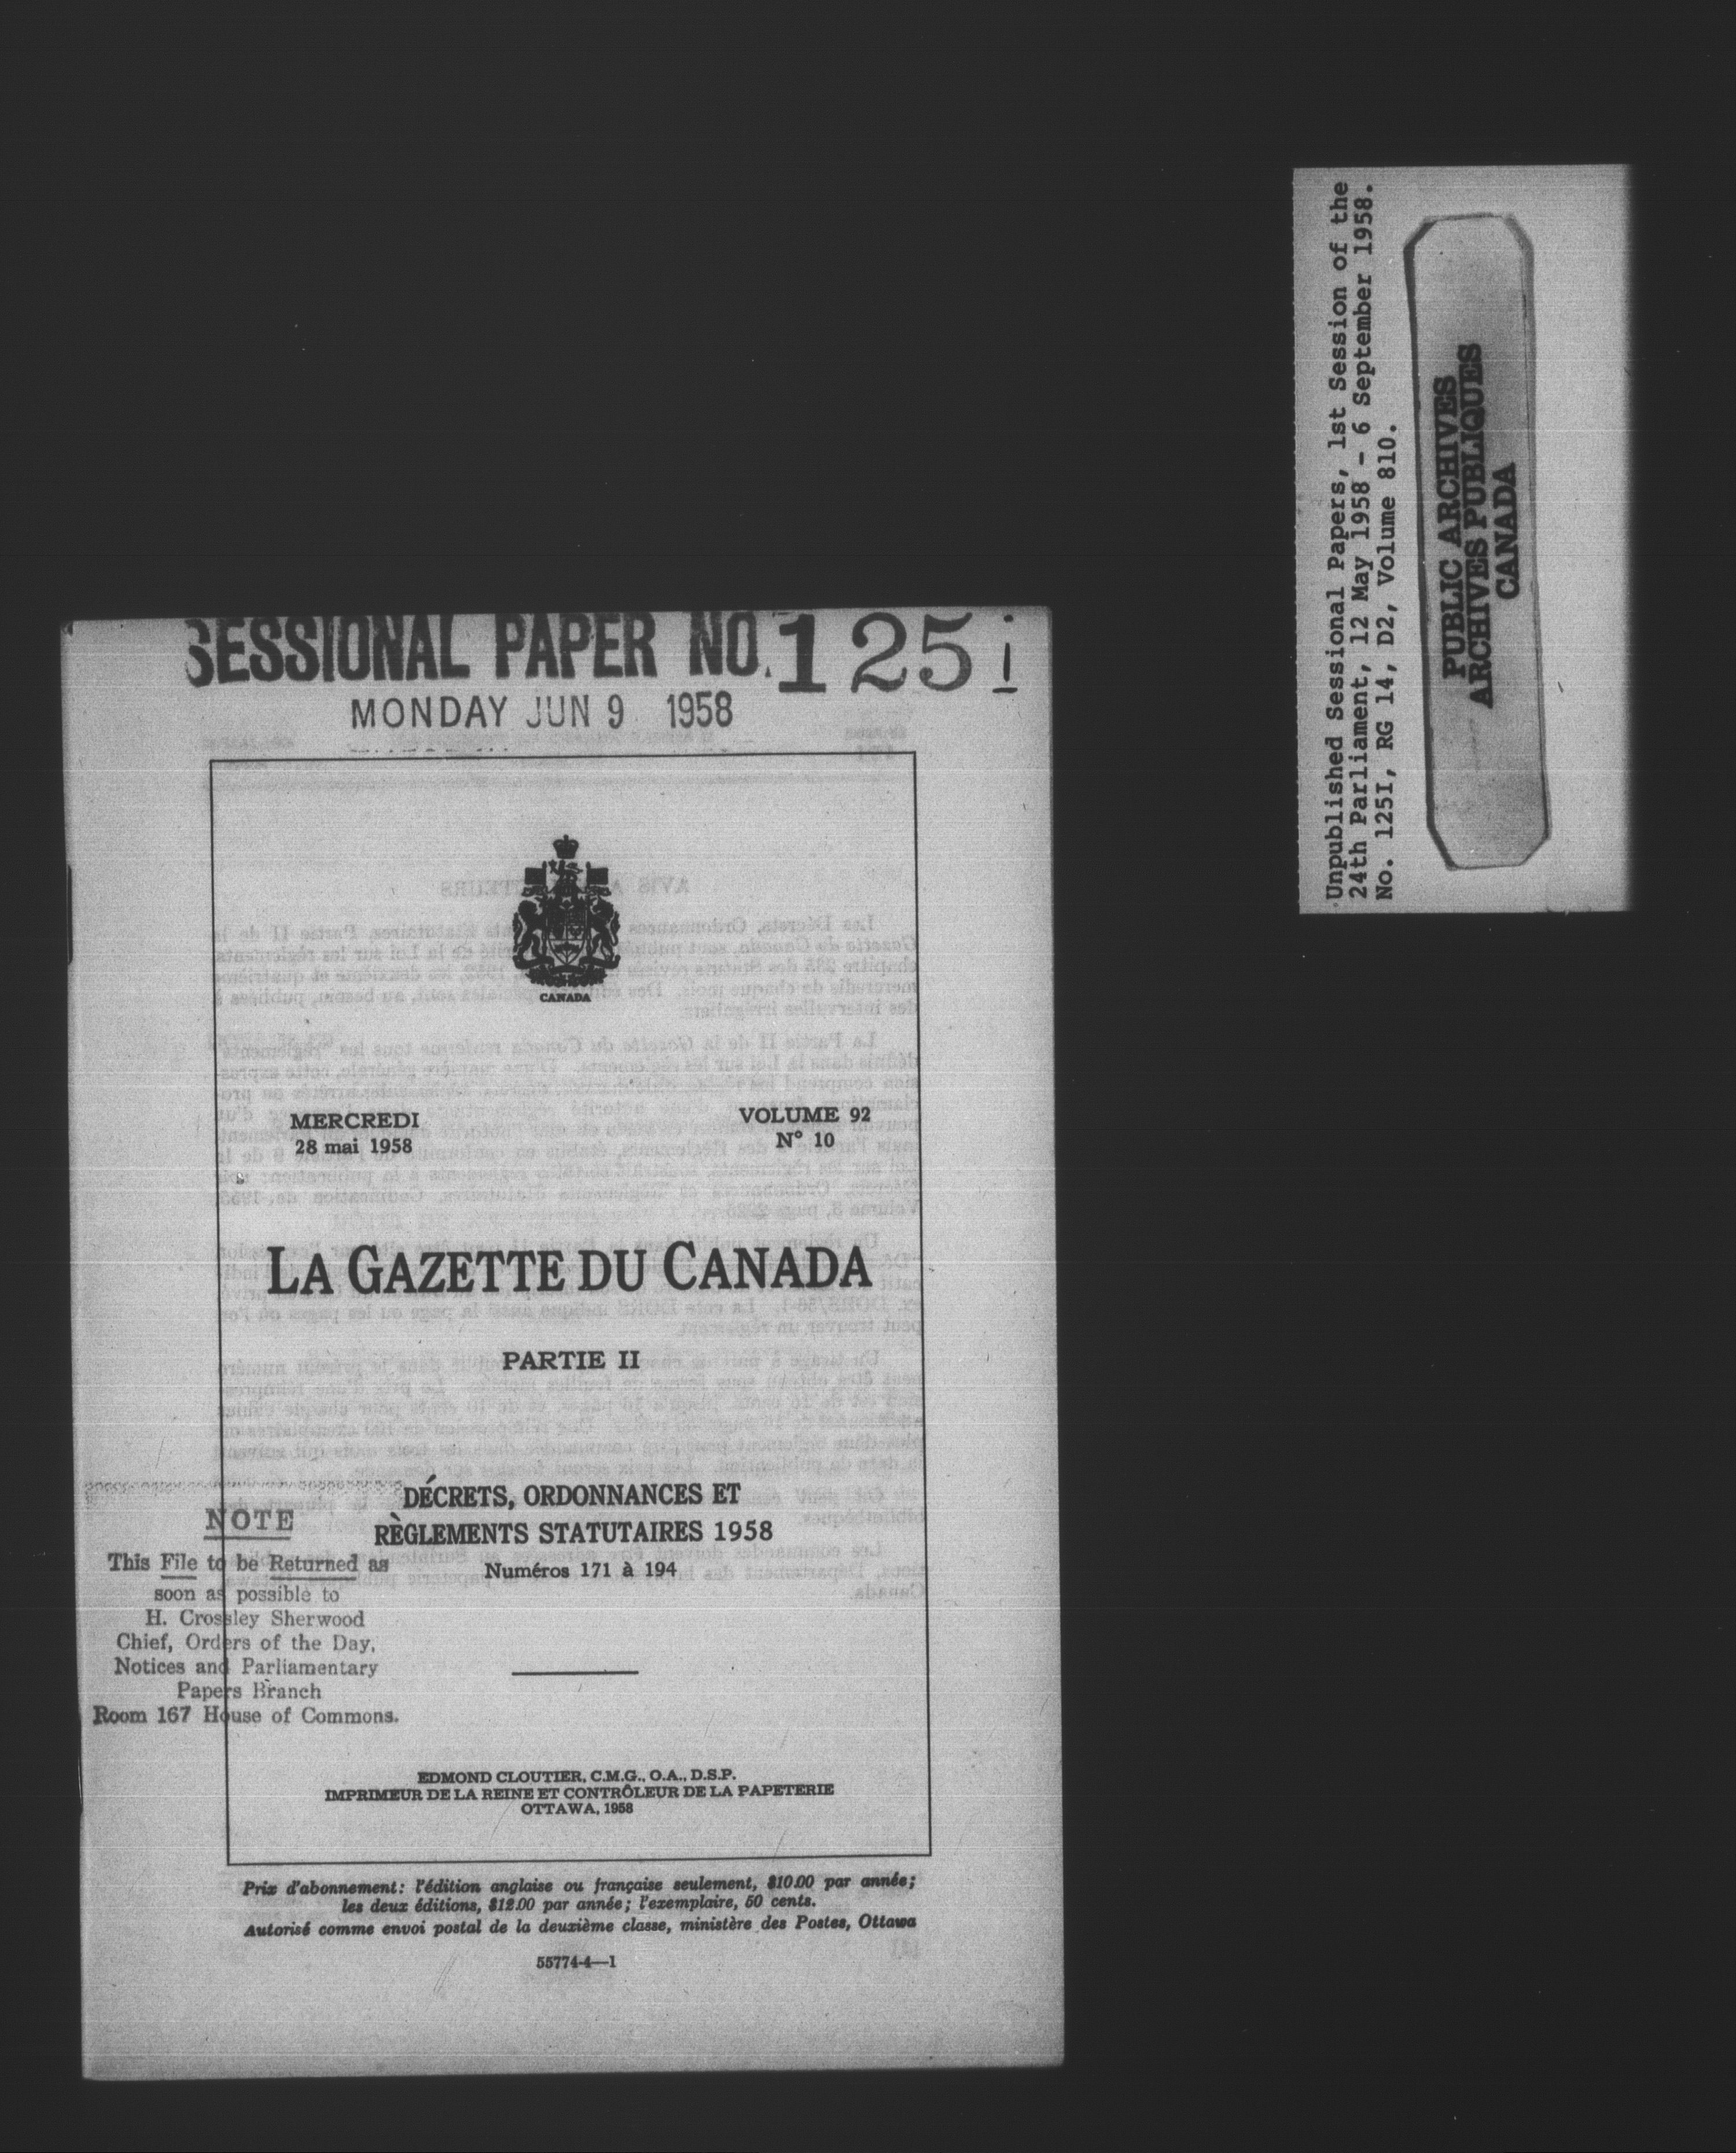 SESSIONAL PAPER NO. 125 i
MONDAY JUN 9 1958
CANADA
MERCREDI
28 mai 1958
VOLUME 92
N° 10
LA GAZETTE DU CANADA
PARTIE II
DÉCRETS, ORDONNANCES ET
RÈGLEMENTS STATUTAIRES 1958
Numéros 171 à 194
NOTE
This File to be Returned as
soon as possible to
H. Crossley Sherwood
Chief, Orders of the Day,
Notices and Parliamentary
Papers Branch
Room 167 House of Commons.
EDMOND CLOUTIER, C.M.G., O.A., D.S.P.
IMPRIMEUR DE LA REINE ET CONTRÔLEUR DE LA PAPETERIE
OTTAWA, 1958
Prix d'abonnement: l'édition anglaise ou française seulement, $10.00 par année;
les deux éditions, $12.00 par année; l'exemplaire, 50 cents.
Autorisé comme envoi postal de la deuxième classe, ministère des Postes, Ottawa
55774-4—1
Unpublished Sessional Papers, 1st Session of the
24th Parliament, 12 May 1958 - 6 September 1958.
No. 125I, RG 14, D2, Volume 810.
PUBLIC ARCHIVES
ARCHIVES PUBLIQUES
CANADA